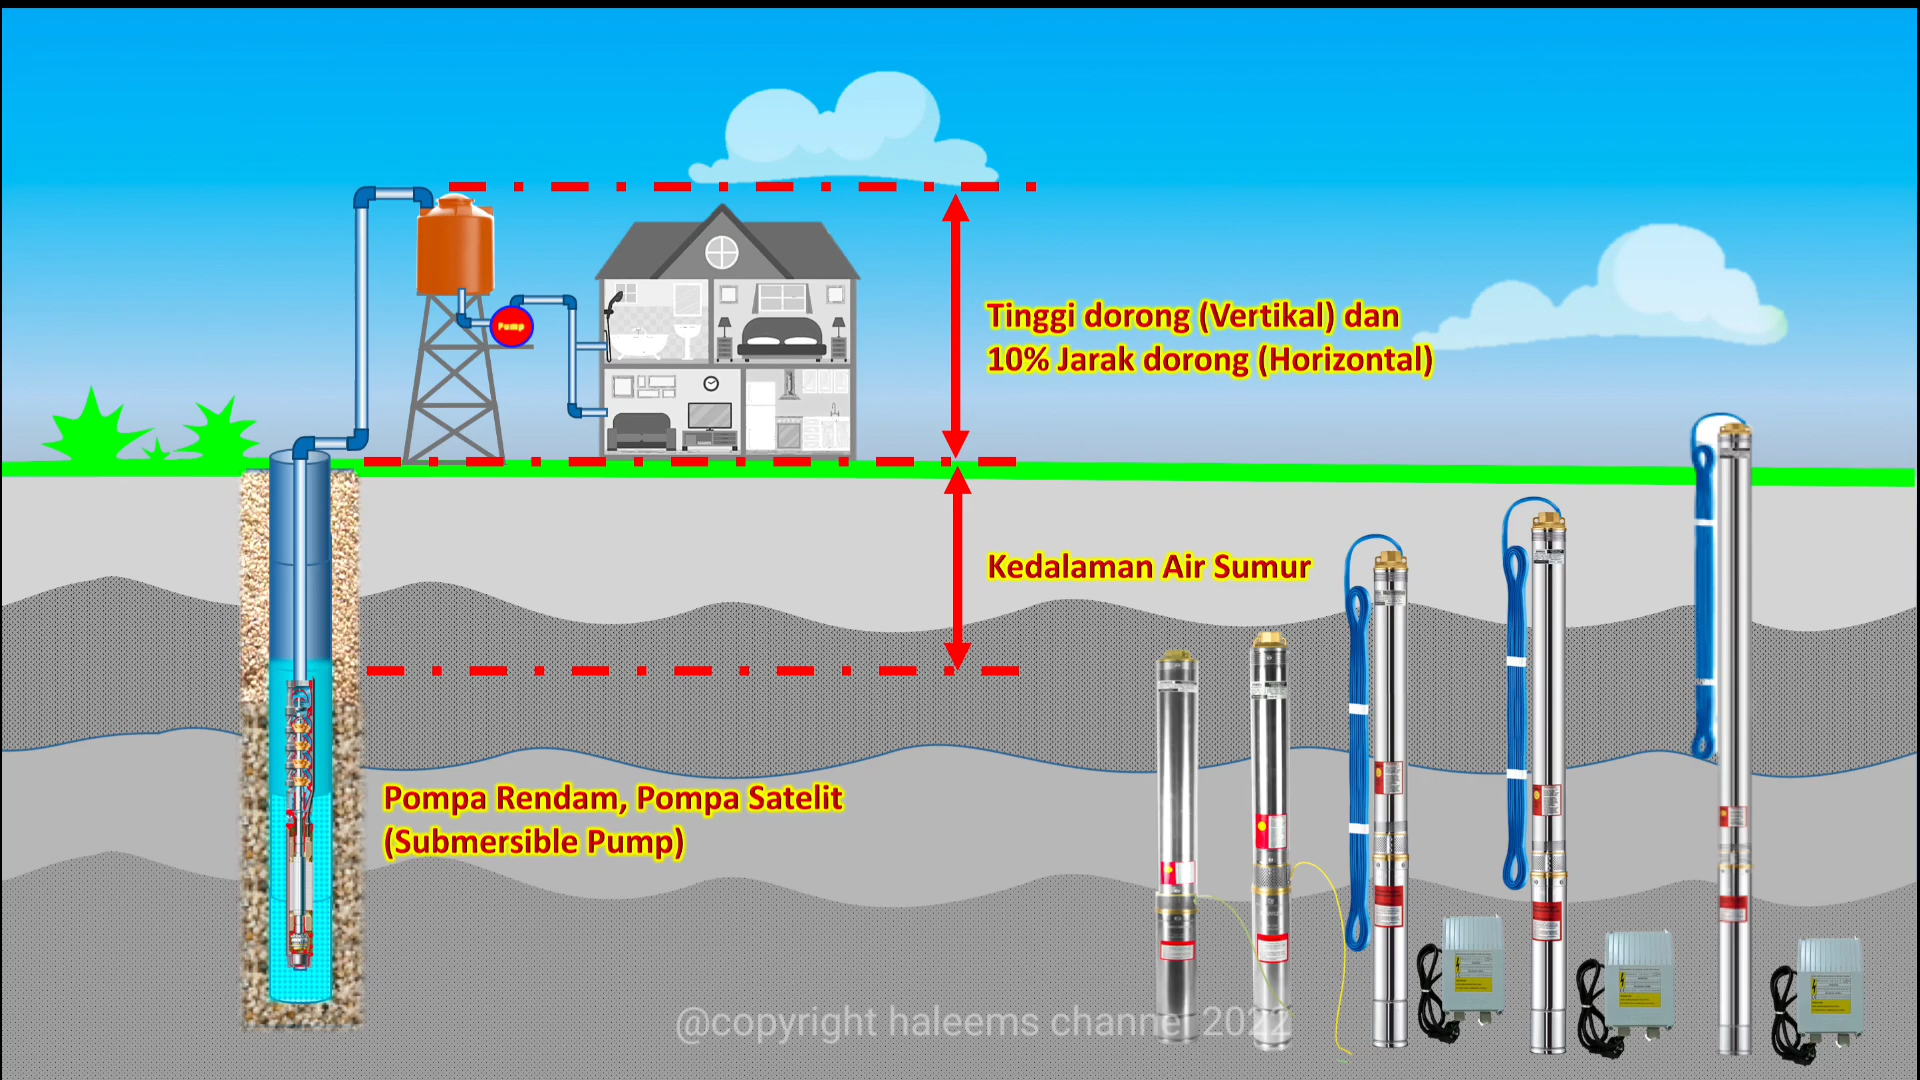 Pump
Tinggi dorong (Vertikal) dan
10% Jarak dorong (Horizontal)
Kedalaman Air Sumur
Pompa Rendam, Pompa Satelit
(Submersible Pump)
@copyright haleems channel 2022